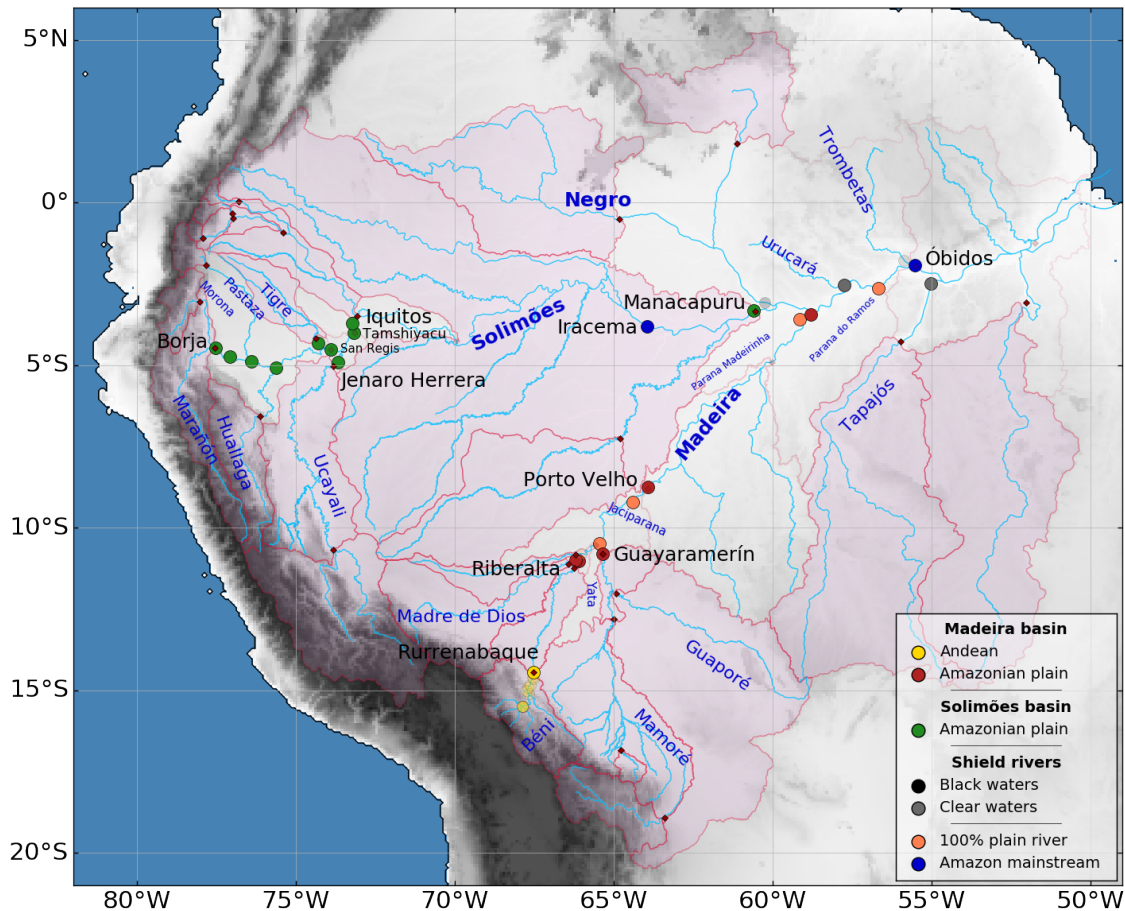 5°N
0°
5°S
10°S
15°S
20°S
80°W
75°W
70°W
65°W
60°W
55°W
50°W
Trombetas
Negro
Urucará
Óbidos
Morona
Pastaza
Tigre
Iquitos
Tamshiyacu
San Regis
Borja
Jenaro Herrera
Solimões
Manacapuru
Iracema
Parana Madeirinha
Parana do Ramos
Madeira
Tapajós
Marañón
Huallaga
Ucayali
Porto Velho
Jaciparana
Guayaramerín
Riberalta
Yata
Madre de Dios
Rurrenabaque
Guaporé
Béni
Mamoré
Madeira basin
Andean
Amazonian plain
Solimões basin
Amazonian plain
Shield rivers
Black waters
Clear waters
100% plain river
Amazon mainstream